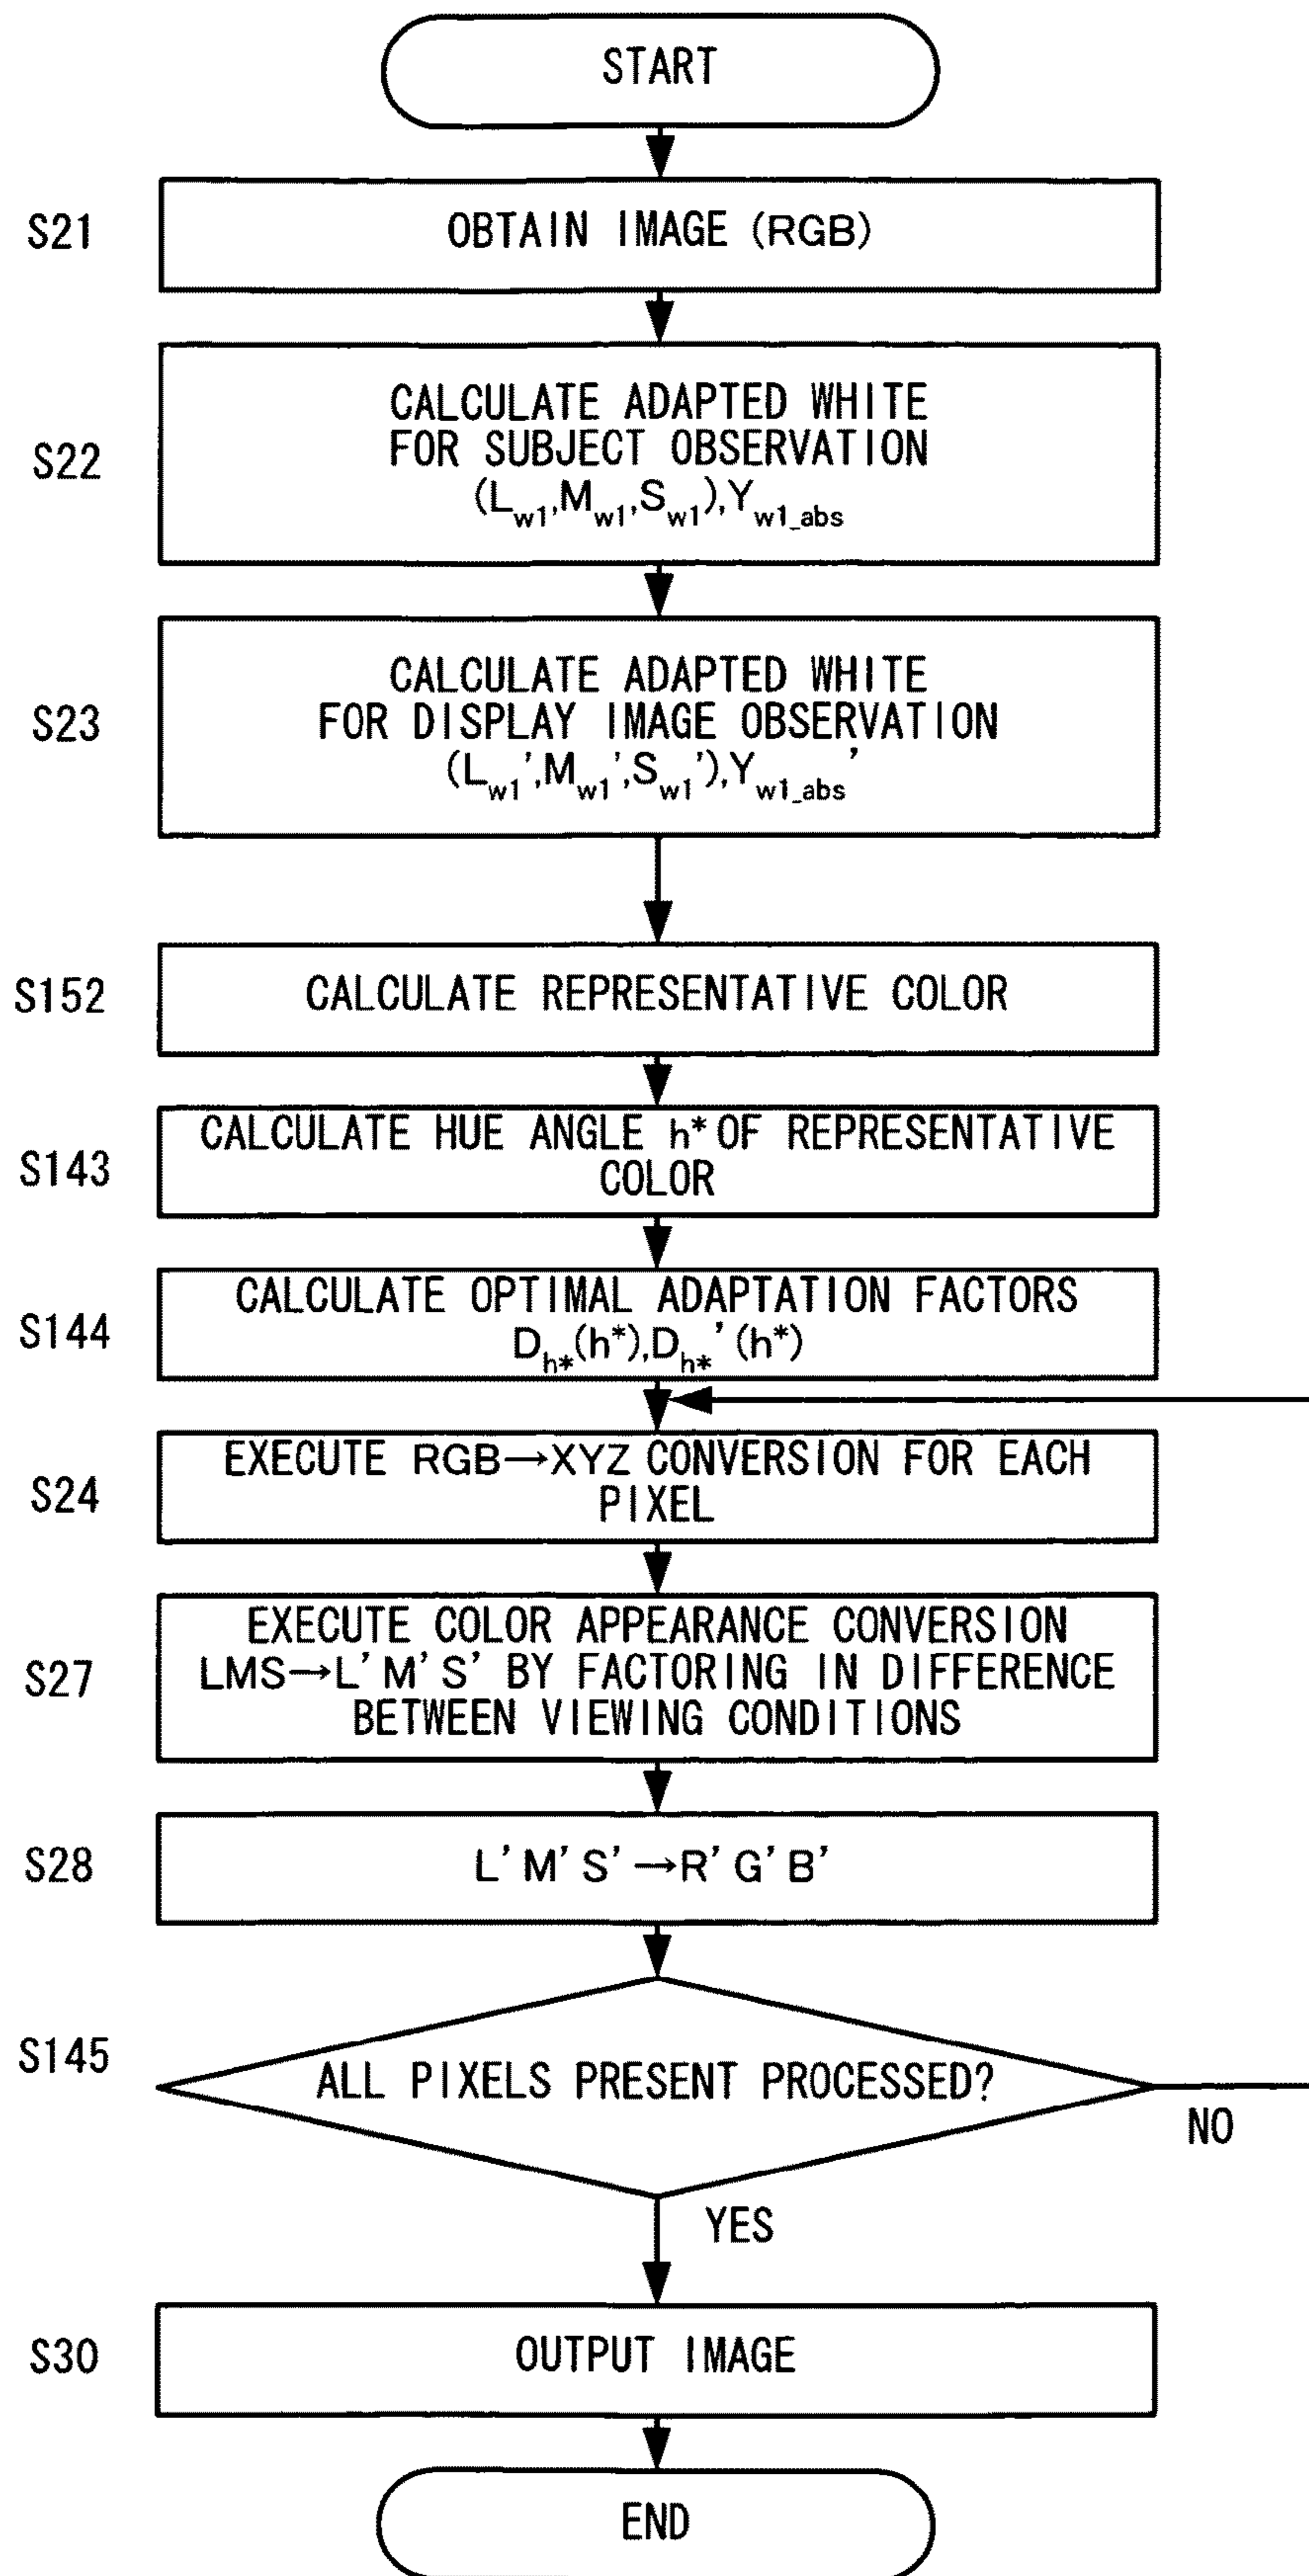 START
S21
OBTAIN IMAGE (RGB)
S22
CALCULATE ADAPTED WHITE
FOR SUBJECT OBSERVATION
(Lw1,Mw1,Sw1),Yw1_abs
S23
CALCULATE ADAPTED WHITE
FOR DISPLAY IMAGE OBSERVATION
(Lw1',Mw1',Sw1'),Yw1_abs'
S152
CALCULATE REPRESENTATIVE COLOR
S143
CALCULATE HUE ANGLE h* OF REPRESENTATIVE
COLOR
S144
CALCULATE OPTIMAL ADAPTATION FACTORS
Dh*(h*),Dh*'(h*)
S24
EXECUTE RGB→XYZ CONVERSION FOR EACH
PIXEL
S27
EXECUTE COLOR APPEARANCE CONVERSION
LMS→L'M'S' BY FACTORING IN DIFFERENCE
BETWEEN VIEWING CONDITIONS
S28
L'M'S'→R'G'B'
S145
ALL PIXELS PRESENT PROCESSED?
NO
YES
S30
OUTPUT IMAGE
END